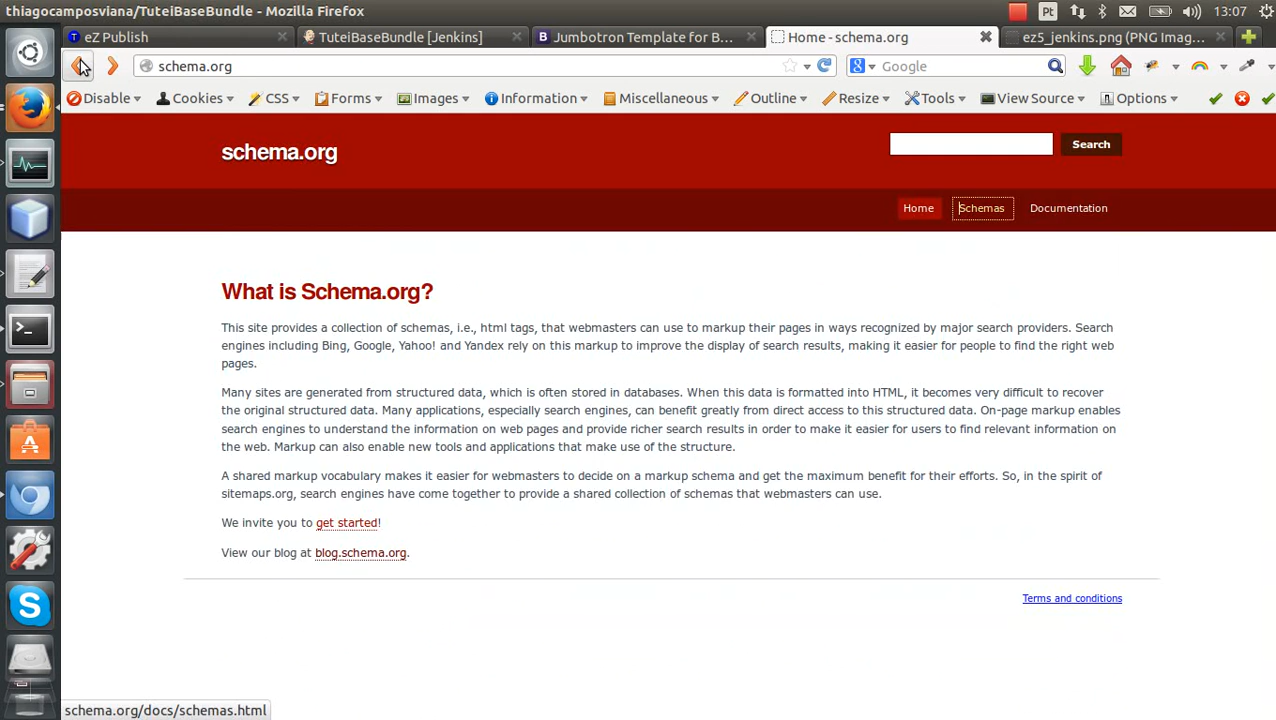 thiagocamposviana/TuteiBaseBundle - Mozilla Firefox
Pt
13:07
eZ Publish
TuteiBaseBundle [Jenkins]
Jumbotron Template for B...
Home - schema.org
ez5_jenkins.png (PNG Imag...
schema.org
Google
Disable
Cookies
CSS
Forms
Images
Information
Miscellaneous
Outline
Resize
Tools
View Source
Options
schema.org
Search
Home
Schemas
Documentation
What is Schema.org?
This site provides a collection of schemas, i.e., html tags, that webmasters can use to markup their pages in ways recognized by major search providers. Search
engines including Bing, Google, Yahoo! and Yandex rely on this markup to improve the display of search results, making it easier for people to find the right web
pages.
Many sites are generated from structured data, which is often stored in databases. When this data is formatted into HTML, it becomes very difficult to recover
the original structured data. Many applications, especially search engines, can benefit greatly from direct access to this structured data. On-page markup enables
search engines to understand the information on web pages and provide richer search results in order to make it easier for users to find relevant information on
the web. Markup can also enable new tools and applications that make use of the structure.
A shared markup vocabulary makes it easier for webmasters to decide on a markup schema and get the maximum benefit for their efforts. So, in the spirit of
sitemaps.org, search engines have come together to provide a shared collection of schemas that webmasters can use.
We invite you to get started!
View our blog at blog.schema.org.
Terms and conditions
schema.org/docs/schemas.html